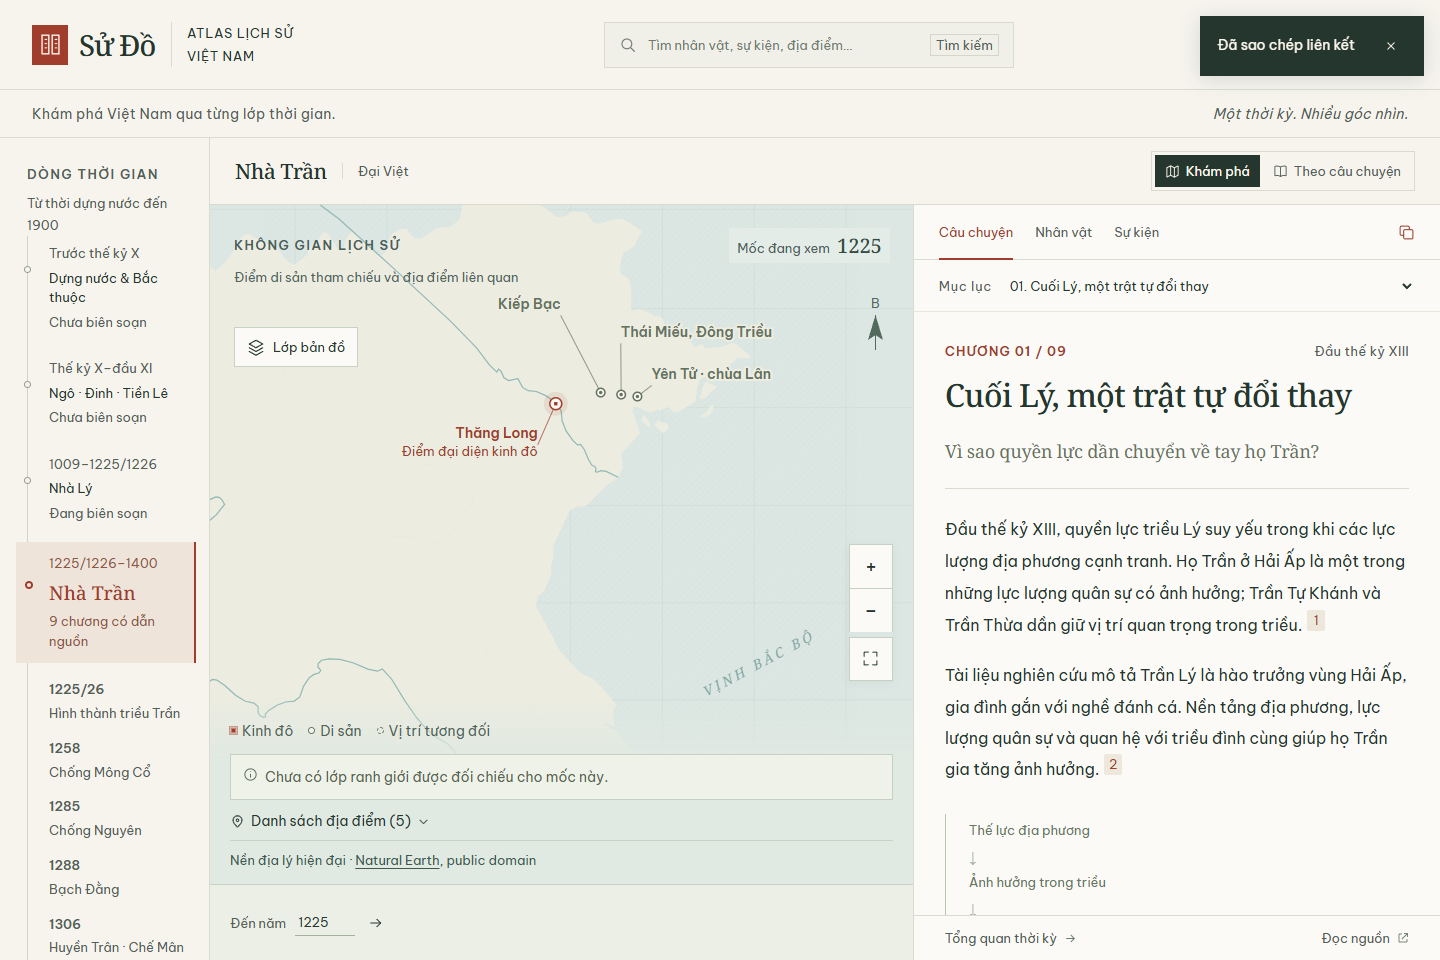 Sử Đồ
ATLAS LỊCH SỬ
VIỆT NAM
Tìm nhân vật, sự kiện, địa điểm...
Tìm kiếm
Đã sao chép liên kết
Khám phá Việt Nam qua từng lớp thời gian.
Một thời kỳ. Nhiều góc nhìn.
DÒNG THỜI GIAN
Từ thời dựng nước đến
1900
Trước thế kỷ X
Dựng nước & Bắc
thuộc
Chưa biên soạn
Thế kỷ X–đầu XI
Ngô · Đinh · Tiền Lê
Chưa biên soạn
1009–1225/1226
Nhà Lý
Đang biên soạn
1225/1226–1400
Nhà Trần
9 chương có dẫn
nguồn
1225/26
Hình thành triều Trần
1258
Chống Mông Cổ
1285
Chống Nguyên
1288
Bạch Đằng
1306
Huyền Trân · Chế Mân
Nhà Trần
Đại Việt
Khám phá
Theo câu chuyện
KHÔNG GIAN LỊCH SỬ
Điểm di sản tham chiếu và địa điểm liên quan
Mốc đang xem 1225
Lớp bản đồ
B
Kiếp Bạc
Thái Miếu, Đông Triều
Yên Tử · chùa Lân
Thăng Long
Điểm đại diện kinh đô
+
−
VỊNH BẮC BỘ
Kinh đô
Di sản
Vị trí tương đối
Chưa có lớp ranh giới được đối chiếu cho mốc này.
Danh sách địa điểm (5)
Nền địa lý hiện đại · Natural Earth, public domain
Đến năm 1225 →
Câu chuyện
Nhân vật
Sự kiện
Mục lục
01. Cuối Lý, một trật tự đổi thay
CHƯƠNG 01 / 09
Đầu thế kỷ XIII
Cuối Lý, một trật tự đổi thay
Vì sao quyền lực dần chuyển về tay họ Trần?
Đầu thế kỷ XIII, quyền lực triều Lý suy yếu trong khi các lực
lượng địa phương cạnh tranh. Họ Trần ở Hải Ấp là một trong
những lực lượng quân sự có ảnh hưởng; Trần Tự Khánh và
Trần Thừa dần giữ vị trí quan trọng trong triều. 1
Tài liệu nghiên cứu mô tả Trần Lý là hào trưởng vùng Hải Ấp,
gia đình gắn với nghề đánh cá. Nền tảng địa phương, lực
lượng quân sự và quan hệ với triều đình cùng giúp họ Trần
gia tăng ảnh hưởng. 2
Thế lực địa phương
↓
Ảnh hưởng trong triều
↓
Tổng quan thời kỳ →
Đọc nguồn